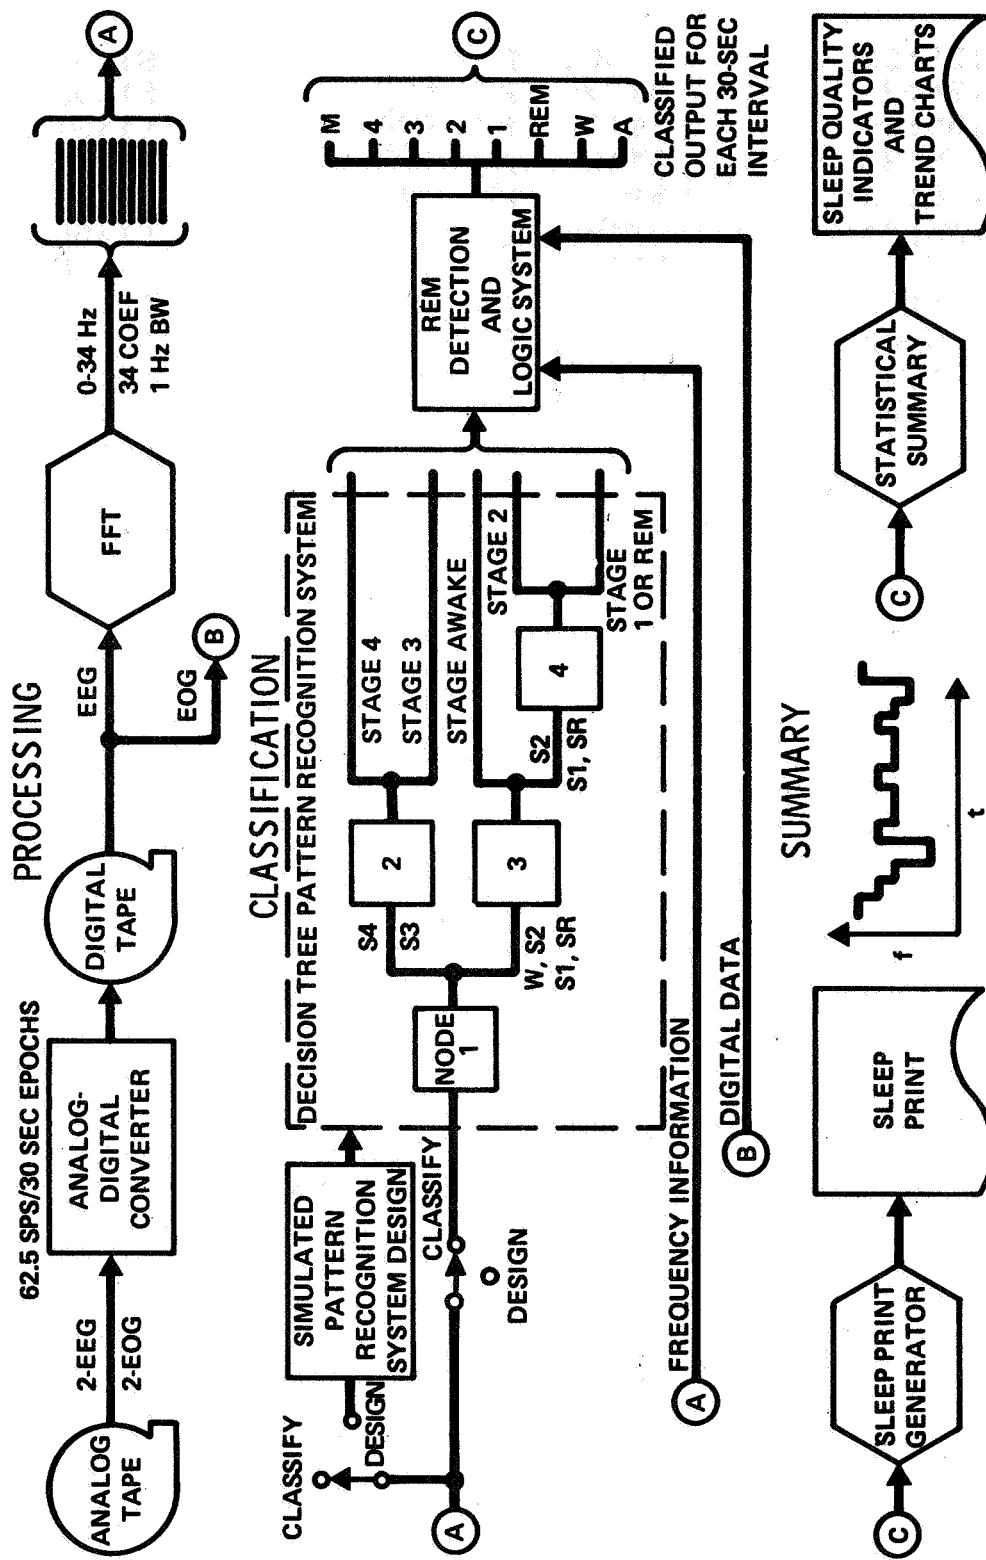 PROCESSING
62.5 SPS/30 SEC EPOCHS
ANALOG
TAPE
2-EEG
2-EOG
ANALOG-
DIGITAL
CONVERTER
DIGITAL
TAPE
EEG
EOG
B
FFT
0-34 Hz
34 COEF
1 Hz BW
A
CLASSIFICATION
DECISION TREE PATTERN RECOGNITION SYSTEM
CLASSIFY
DESIGN
A
SIMULATED
PATTERN
RECOGNITION
SYSTEM DESIGN
CLASSIFY
DESIGN
NODE
1
S4
S3
W, S2
S1, SR
2
3
STAGE 4
STAGE 3
STAGE AWAKE
S2
S1, SR
4
STAGE 2
STAGE
1 OR REM
REM
DETECTION
AND
LOGIC SYSTEM
M
4
3
2
1
REM
W
A
C
CLASSIFIED
OUTPUT FOR
EACH 30-SEC
INTERVAL
A
FREQUENCY INFORMATION
B
DIGITAL DATA
SUMMARY
C
SLEEP PRINT
GENERATOR
SLEEP
PRINT
f
t
C
STATISTICAL
SUMMARY
SLEEP QUALITY
INDICATORS
AND
TREND CHARTS